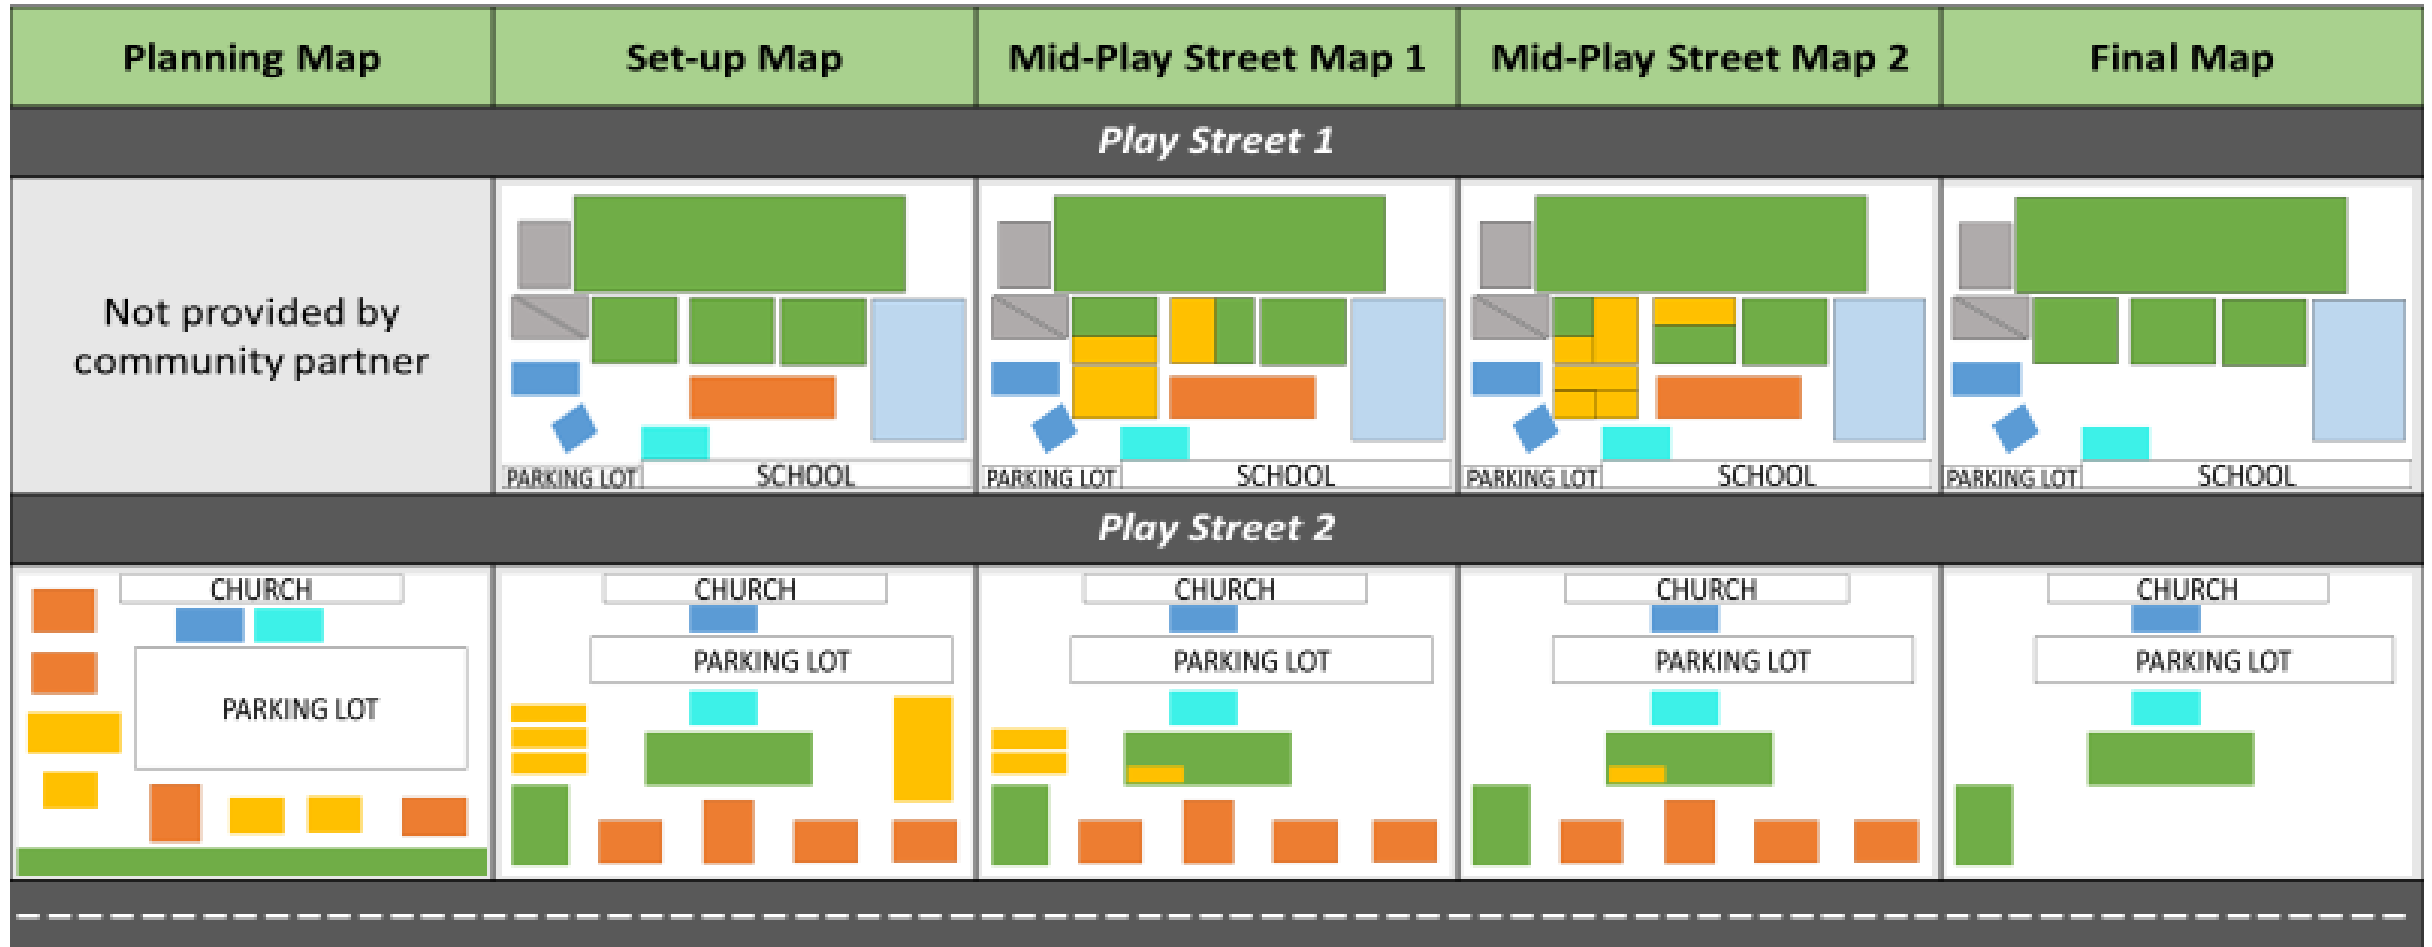 Planning Map
Set-up Map
Mid-Play Street Map 1
Mid-Play Street Map 2
Final Map
Play Street 1
Not provided by
community partner
PARKING LOT
SCHOOL
PARKING LOT
SCHOOL
PARKING LOT
SCHOOL
PARKING LOT
SCHOOL
Play Street 2
CHURCH
PARKING LOT
CHURCH
PARKING LOT
CHURCH
PARKING LOT
CHURCH
PARKING LOT
CHURCH
PARKING LOT